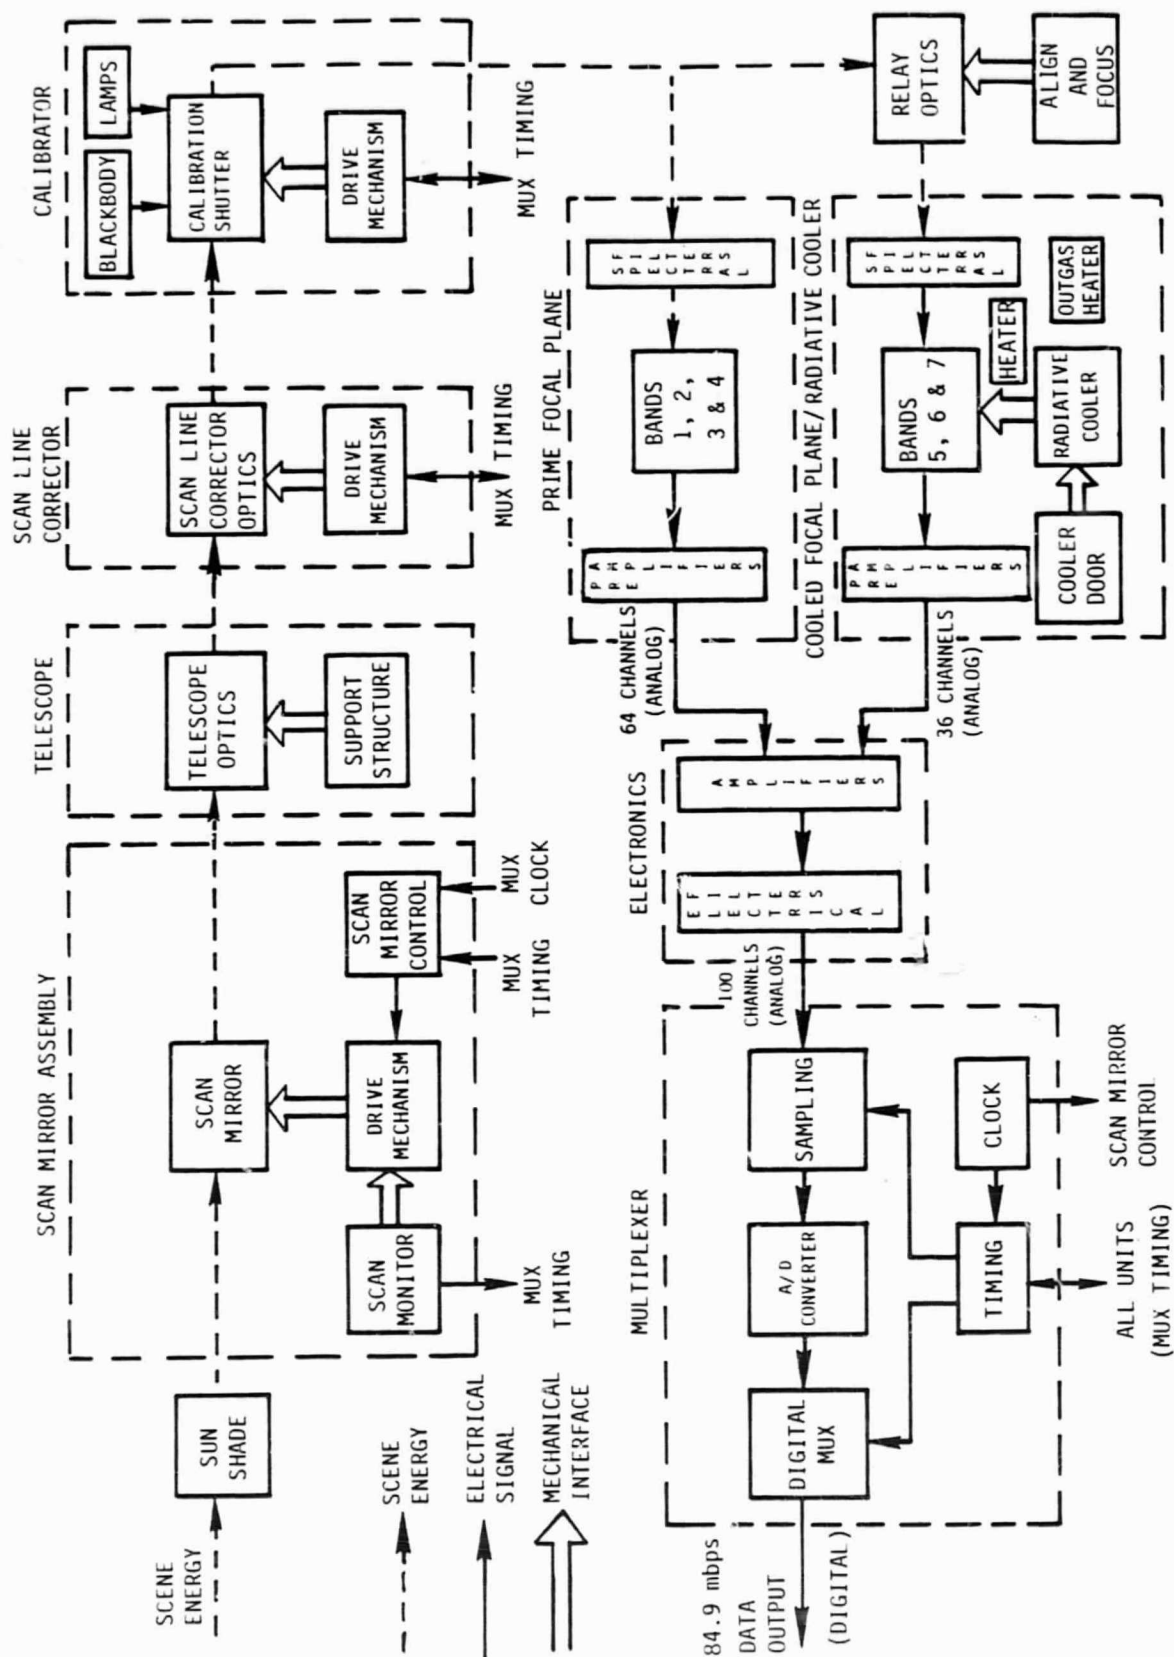 SCENE
ENERGY
SUN
SHADE
SCAN MIRROR ASSEMBLY
SCAN
MIRROR
DRIVE
MECHANISM
SCAN
MONITOR
SCAN
MIRROR
CONTROL
MUX
TIMING
MUX
TIMING
MUX
CLOCK
TELESCOPE
TELESCOPE
OPTICS
SUPPORT
STRUCTURE
SCAN LINE
CORRECTOR
SCAN LINE
CORRECTOR
OPTICS
DRIVE
MECHANISM
MUX TIMING
CALIBRATOR
BLACKBODY
LAMPS
CALIBRATION
SHUTTER
DRIVE
MECHANISM
MUX TIMING
SCENE
ENERGY
ELECTRICAL
SIGNAL
MECHANICAL
INTERFACE
RELAY
OPTICS
ALIGN
AND
FOCUS
PRIME FOCAL PLANE
SPECTRAL
FILTERS
BANDS
1, 2,
3 & 4
PREAMPLIFIERS
64 CHANNELS
(ANALOG)
COOLED FOCAL PLANE/RADIATIVE COOLER
SPECTRAL
FILTERS
BANDS
5, 6 & 7
HEATER
OUTGAS
HEATER
RADIATIVE
COOLER
COOLER
DOOR
PREAMPLIFIERS
36 CHANNELS
(ANALOG)
ELECTRONICS
AMPLIFIERS
ELECTRICAL
FILTERS
100
CHANNELS
(ANALOG)
MULTIPLEXER
SAMPLING
A/D
CONVERTER
DIGITAL
MUX
CLOCK
TIMING
SCAN MIRROR
CONTROL
ALL UNITS
(MUX TIMING)
84.9 mbps
DATA
OUTPUT
(DIGITAL)